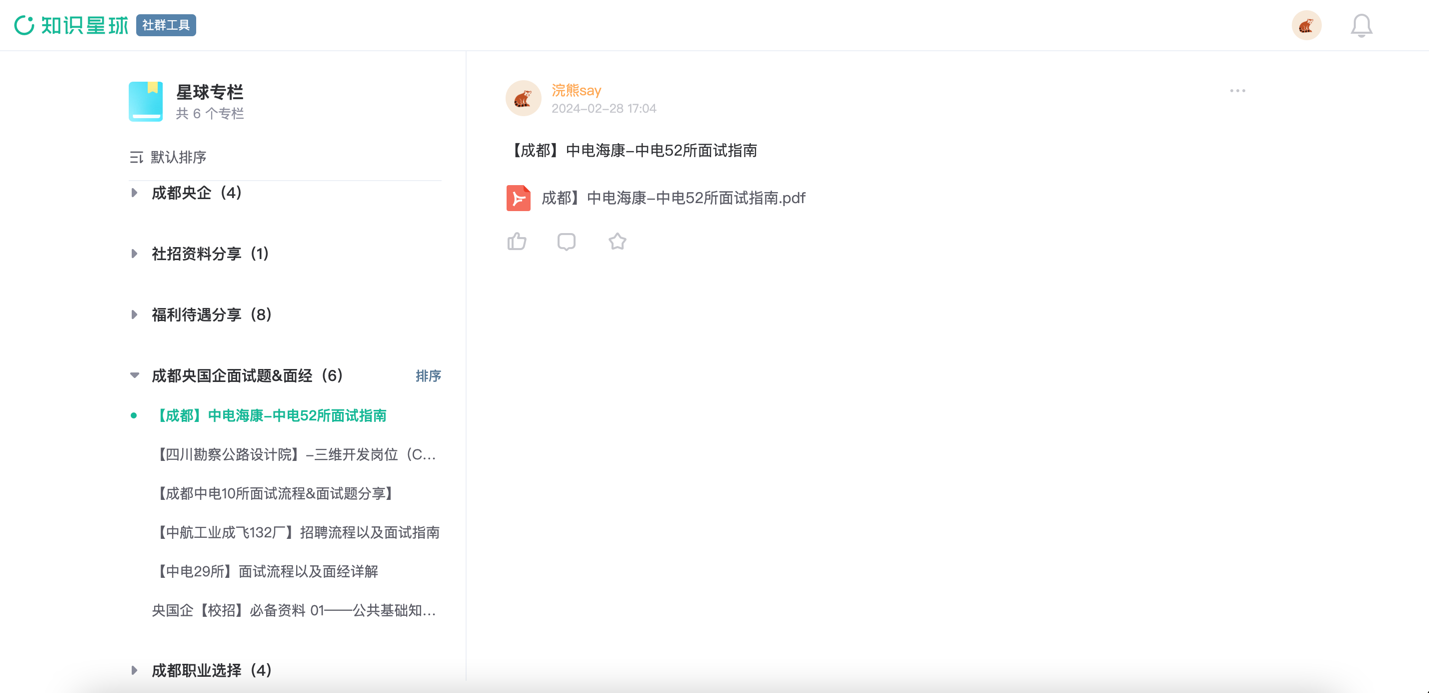 知识星球 社群工具
星球专栏
共 6 个专栏
默认排序
成都央企（4）
社招资料分享（1）
福利待遇分享（8）
成都央国企面试题&面经（6） 排序
【成都】中电海康–中电52所面试指南
【四川勘察公路设计院】–三维开发岗位（C...
【成都中电10所面试流程&面试题分享】
【中航工业成飞132厂】招聘流程以及面试指南
【中电29所】面试流程以及面经详解
央国企【校招】必备资料 01——公共基础知...
成都职业选择（4）
浣熊say
2024–02–28 17:04
【成都】中电海康–中电52所面试指南
成都】中电海康–中电52所面试指南.pdf